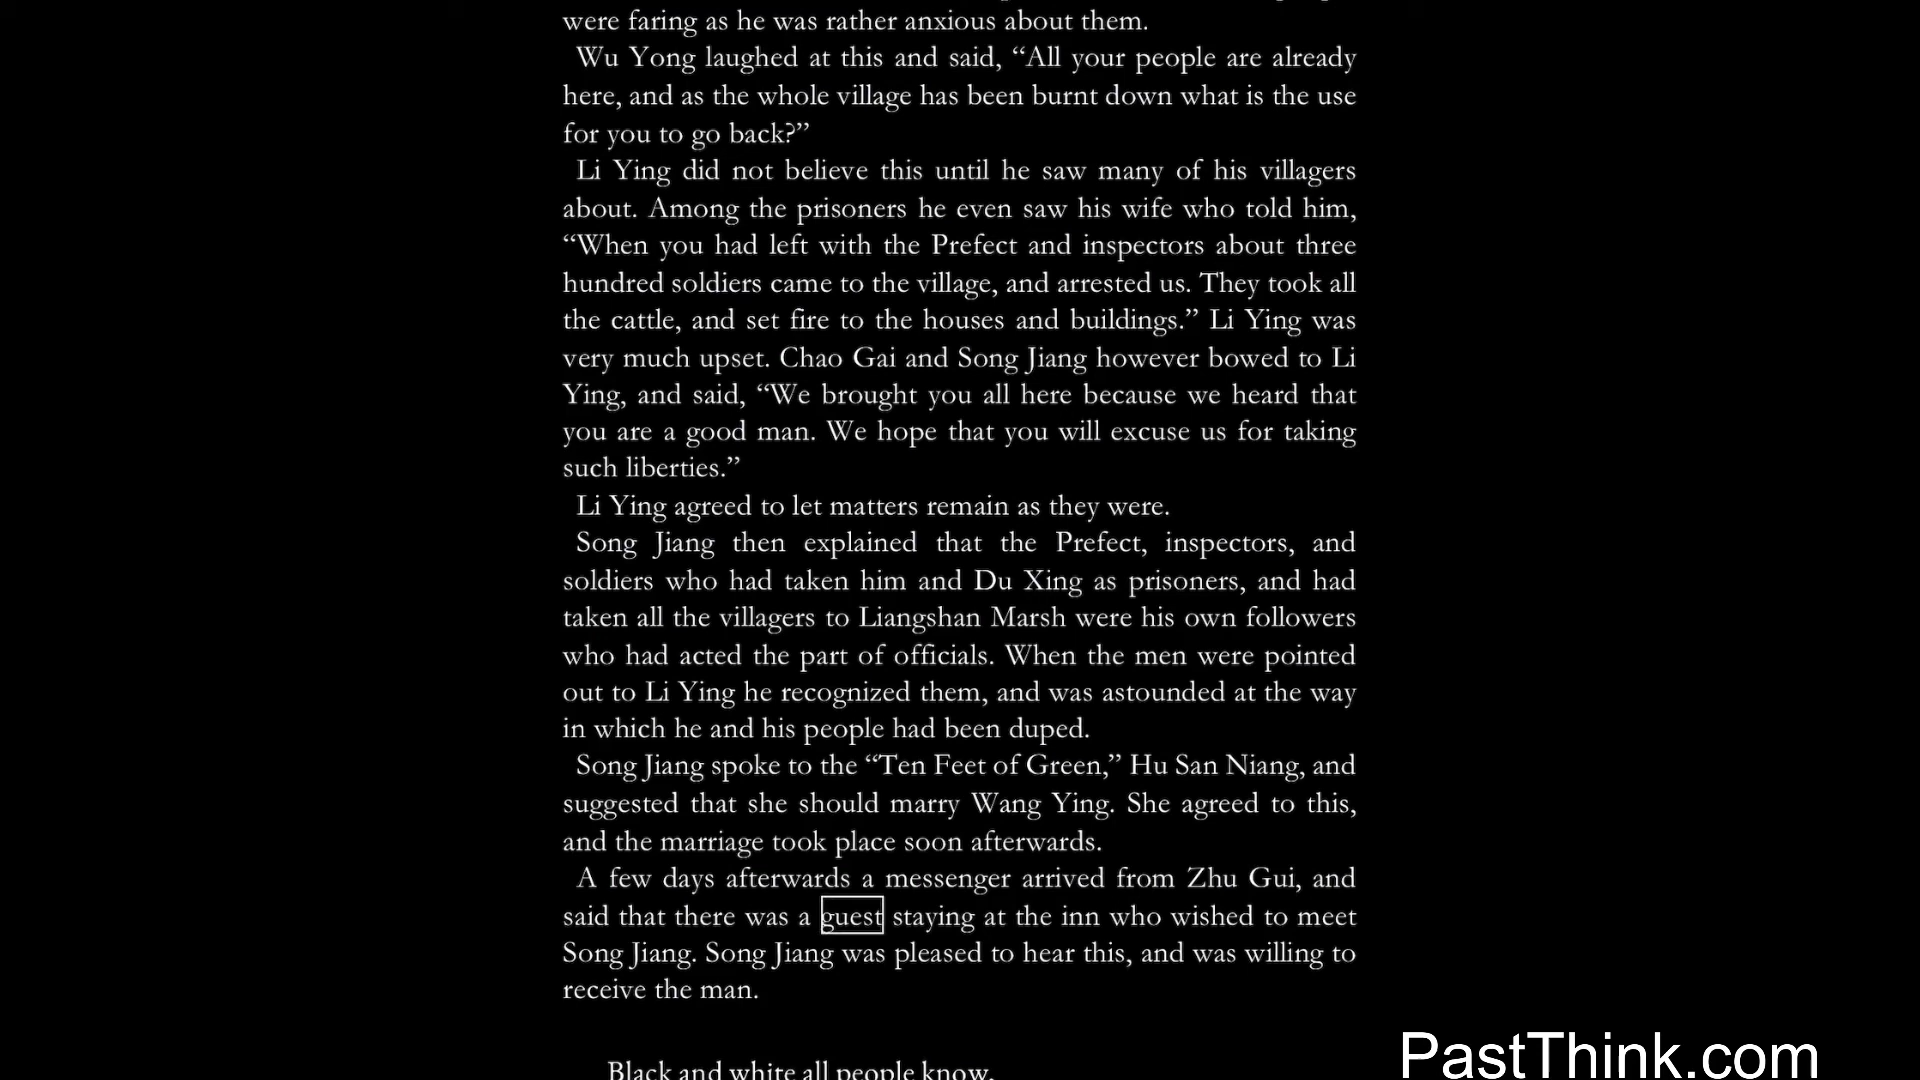 were faring as he was rather anxious about them.
Wu Yong laughed at this and said, “All your people are already
here, and as the whole village has been burnt down what is the use
for you to go back?”
Li Ying did not believe this until he saw many of his villagers
about. Among the prisoners he even saw his wife who told him,
“When you had left with the Prefect and inspectors about three
hundred soldiers came to the village, and arrested us. They took all
the cattle, and set fire to the houses and buildings.” Li Ying was
very much upset. Chao Gai and Song Jiang however bowed to Li
Ying, and said, “We brought you all here because we heard that
you are a good man. We hope that you will excuse us for taking
such liberties.”
Li Ying agreed to let matters remain as they were.
Song Jiang then explained that the Prefect, inspectors, and
soldiers who had taken him and Du Xing as prisoners, and had
taken all the villagers to Liangshan Marsh were his own followers
who had acted the part of officials. When the men were pointed
out to Li Ying he recognized them, and was astounded at the way
in which he and his people had been duped.
Song Jiang spoke to the “Ten Feet of Green,” Hu San Niang, and
suggested that she should marry Wang Ying. She agreed to this,
and the marriage took place soon afterwards.
A few days afterwards a messenger arrived from Zhu Gui, and
said that there was a guest staying at the inn who wished to meet
Song Jiang. Song Jiang was pleased to hear this, and was willing to
receive the man.
Black and white all people know.
PastThink.com